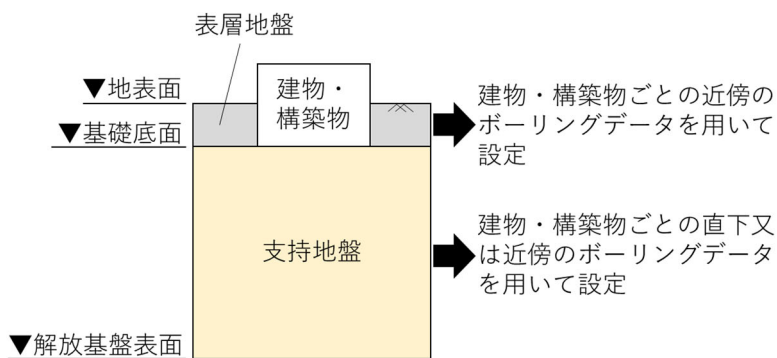 表層地盤
▼地表面
建物・
構築物
建物・構築物ごとの近傍の
ボーリングデータを用いて
設定
▼基礎底面
支持地盤
建物・構築物ごとの直下又
は近傍のボーリングデータ
を用いて設定
▼解放基盤表面